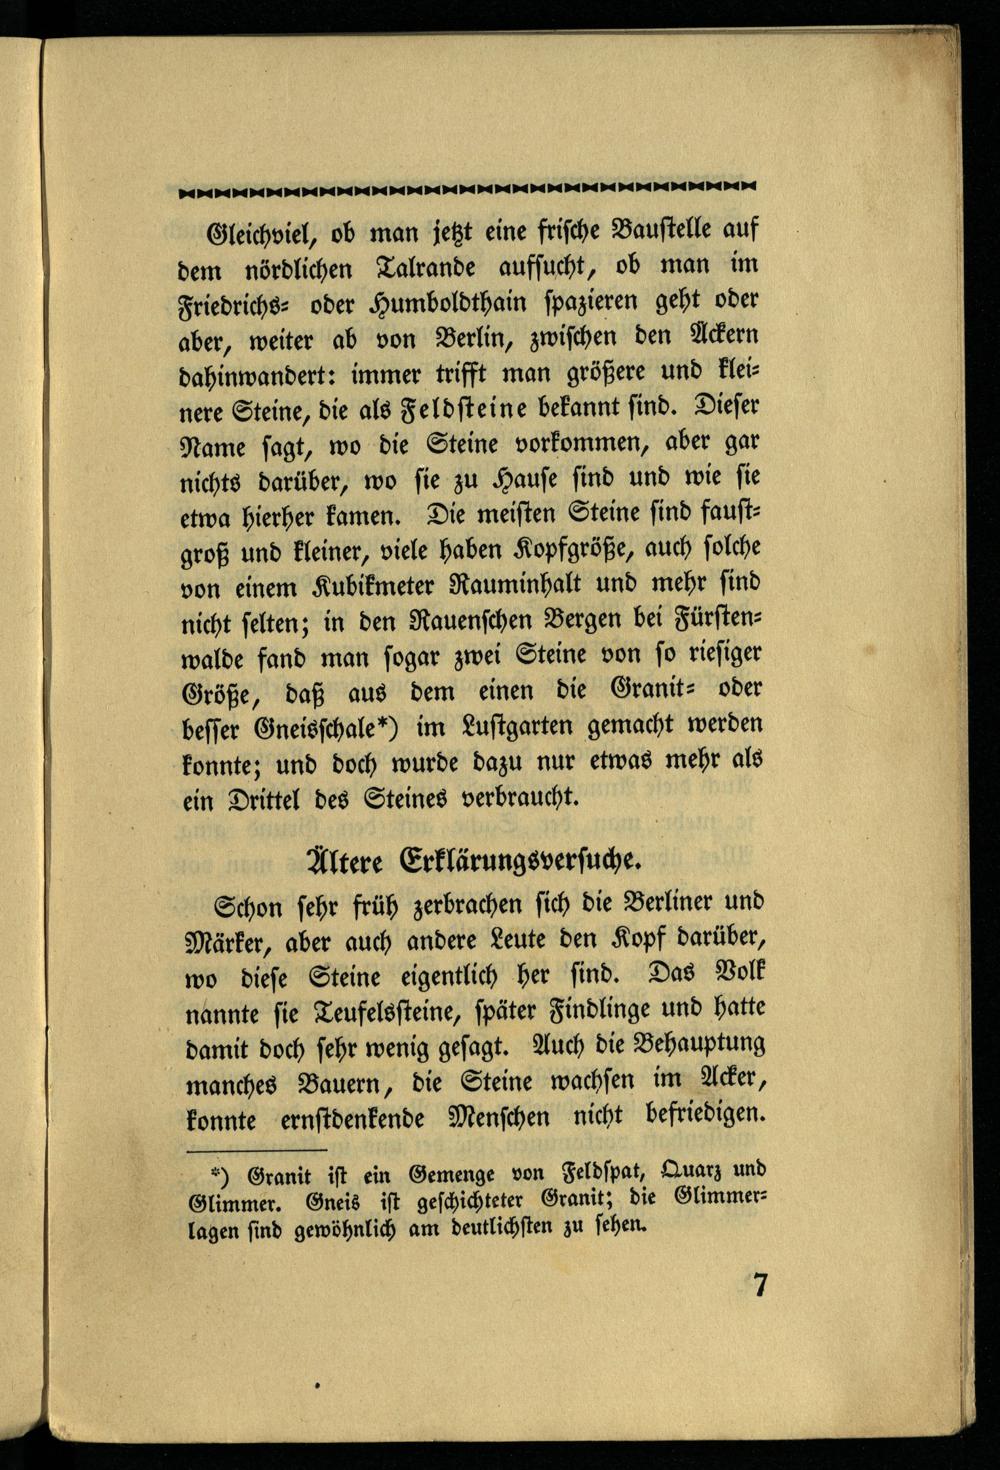 Gleichviel, ob man jetzt eine frische Baustelle auf
dem nördlichen Talrande aufsucht, ob man im
Friedrichs- oder Humboldthain spazieren geht oder
aber, weiter ab von Berlin, zwischen den Äckern
dahinwandert: immer trifft man größere und klei-
nere Steine, die als Feldsteine bekannt sind. Dieser
Name sagt, wo die Steine vorkommen, aber gar
nichts darüber, wo sie zu Hause sind und wie sie
etwa hierher kamen. Die meisten Steine sind faust-
groß und kleiner, viele haben Kopfgröße, auch solche
von einem Kubikmeter Rauminhalt und mehr sind
nicht selten; in den Rauenschen Bergen bei Fürsten-
walde fand man sogar zwei Steine von so riesiger
Größe, daß aus dem einen die Granit- oder
besser Gneisschale*) im Lustgarten gemacht werden
konnte; und doch wurde dazu nur etwas mehr als
ein Drittel des Steines verbraucht.
Ältere Erklärungsversuche.
Schon sehr früh zerbrachen sich die Berliner und
Märker, aber auch andere Leute den Kopf darüber,
wo diese Steine eigentlich her sind. Das Volk
nannte sie Teufelssteine, später Findlinge und hatte
damit doch sehr wenig gesagt. Auch die Behauptung
manches Bauern, die Steine wachsen im Acker,
konnte ernstdenkende Menschen nicht befriedigen.
*) Granit ist ein Gemenge von Feldspat, Quarz und
Glimmer. Gneis ist geschichteter Granit; die Glimmer-
lagen sind gewöhnlich am deutlichsten zu sehen.
7